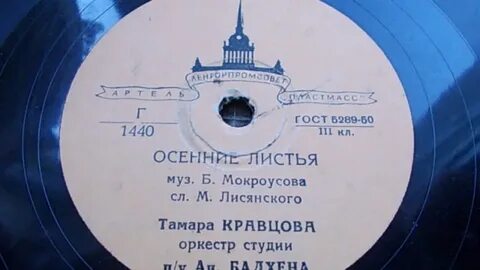 ЛЕНГОРПРОМСОВЕТ
АРТЕЛЬ ПЛАСТМАСС
Г
1440
ГОСТ 5289-50
III кл.
ОСЕННИЕ ЛИСТЬЯ
муз. Б. Мокроусова
сл. М. Лисянского
Тамара КРАВЦОВА
оркестр студии
п/у Ан. БАДХЕНА